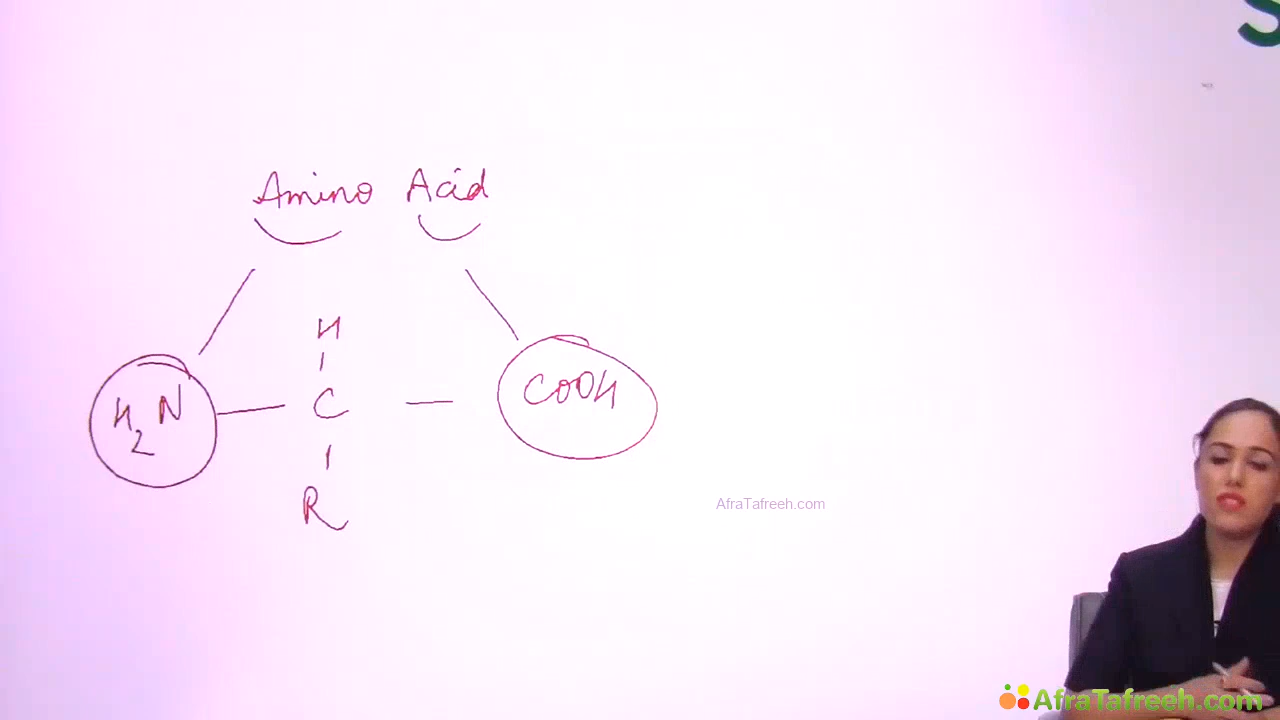 Amino Acid
H
H2N — C — COOH
R
AfraTafreeh.com
AfraTafreeh.com